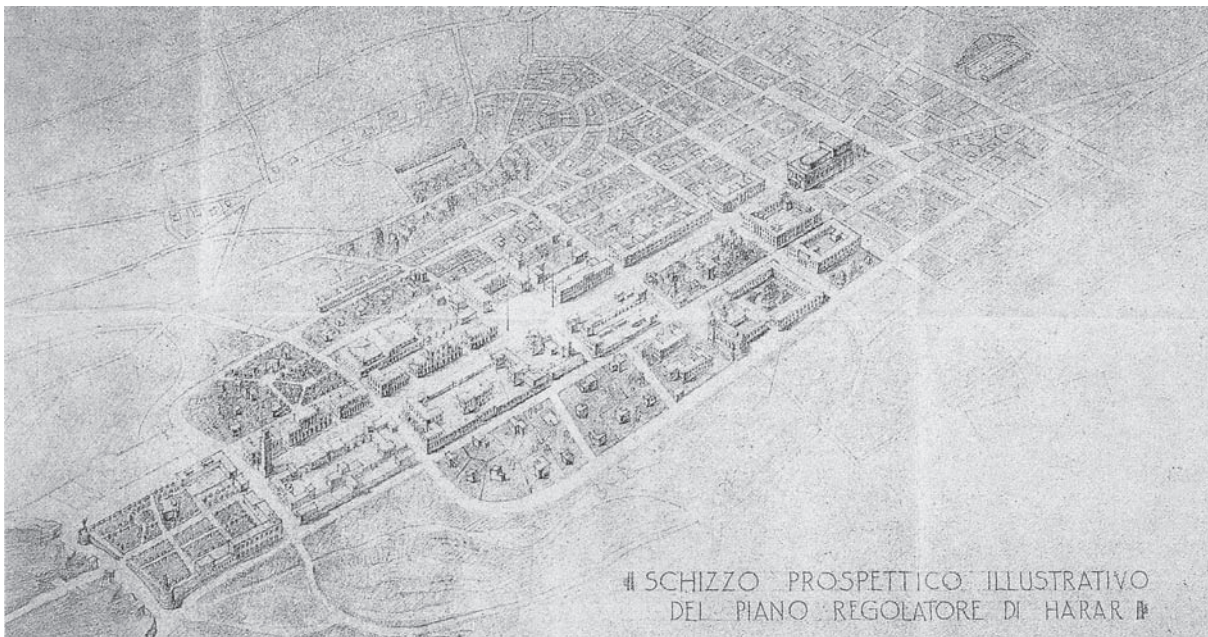 SCHIZZO PROSPETTICO ILLUSTRATIVO
DEL PIANO REGOLATORE DI HARAR